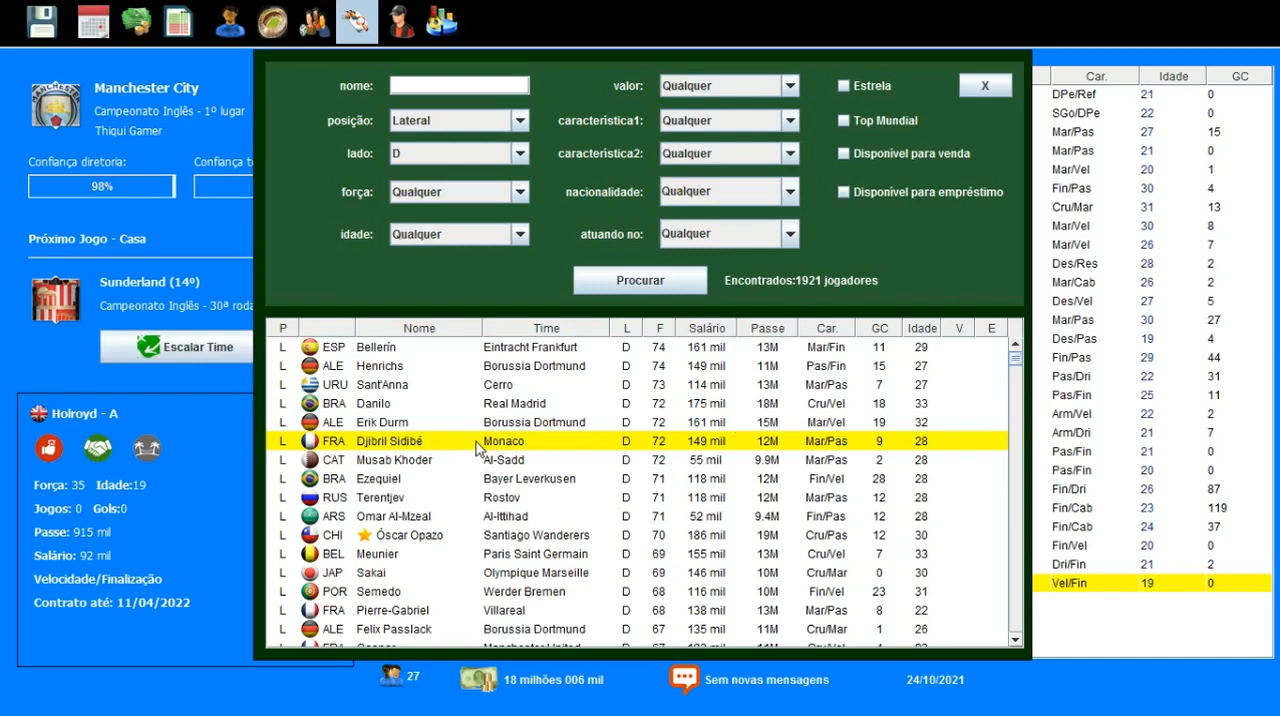 Manchester City
Campeonato Inglês - 1º lugar
Thiqui Gamer
Confiança diretoria:
98%
Próximo Jogo - Casa
Sunderland (14º)
Campeonato Inglês - 30ª
Escalar Time
Holroyd - A
Força: 35 Idade:19
Jogos: 0 Gols:0
Passe: 915 mil
Salário: 92 mil
Velocidade/Finalização
Contrato até: 11/04/2022
nome:
posição: Lateral
lado: D
força: Qualquer
idade: Qualquer
valor: Qualquer
caracteristica1: Qualquer
caracteristica2: Qualquer
nacionalidade: Qualquer
atuando no: Qualquer
Estrela
Top Mundial
Disponivel para venda
Disponivel para empréstimo
X
Procurar
Encontrados:1921 jogadores
P Nome Time L F Salário Passe Car. GC Idade V E
L ESP Bellerín Eintracht Frankfurt D 74 161 mil 13M Mar/Fin 11 29
L ALE Henrichs Borussia Dortmund D 74 149 mil 11M Pas/Fin 15 27
L URU Sant'Anna Cerro D 73 114 mil 13M Mar/Pas 7 27
L BRA Danilo Real Madrid D 72 175 mil 18M Cru/Vel 18 33
L ALE Erik Durm Borussia Dortmund D 72 161 mil 15M Mar/Vel 19 32
L FRA Djibril Sidibé Monaco D 72 149 mil 12M Mar/Pas 9 28
L CAT Musab Khoder Al-Sadd D 72 55 mil 9.9M Mar/Pas 2 28
L BRA Ezequiel Bayer Leverkusen D 71 118 mil 12M Fin/Vel 28 28
L RUS Terentjev Rostov D 71 118 mil 12M Mar/Pas 12 28
L ARS Omar Al-Mzeal Al-Ittihad D 71 52 mil 9.4M Fin/Pas 12 28
L CHI Óscar Opazo Santiago Wanderers D 70 186 mil 19M Cru/Pas 12 30
L BEL Meunier Paris Saint Germain D 69 155 mil 13M Cru/Vel 7 33
L JAP Sakai Olympique Marseille D 69 146 mil 10M Cru/Mar 0 30
L POR Semedo Werder Bremen D 68 116 mil 10M Fin/Vel 23 31
L FRA Pierre-Gabriel Villareal D 68 138 mil 13M Mar/Pas 8 22
L ALE Felix Passlack Borussia Dortmund D 67 135 mil 11M Cru/Mar 1 26
Car. Idade GC
DPe/Ref 21 0
SGo/DPe 22 0
Mar/Pas 27 15
Mar/Pas 21 0
Mar/Vel 20 1
Fin/Pas 30 4
Cru/Mar 31 13
Mar/Vel 30 8
Mar/Vel 26 7
Des/Res 28 2
Mar/Cab 26 2
Des/Vel 27 5
Mar/Pas 30 27
Des/Pas 19 4
Fin/Pas 29 44
Pas/Dri 22 31
Pas/Fin 25 11
Arm/Vel 22 2
Arm/Dri 21 7
Pas/Fin 21 0
Pas/Fin 20 0
Fin/Dri 26 87
Fin/Cab 23 119
Fin/Cab 24 37
Fin/Vel 20 0
Dri/Fin 21 2
Vel/Fin 19 0
27
18 milhões 006 mil
Sem novas mensagens
24/10/2021